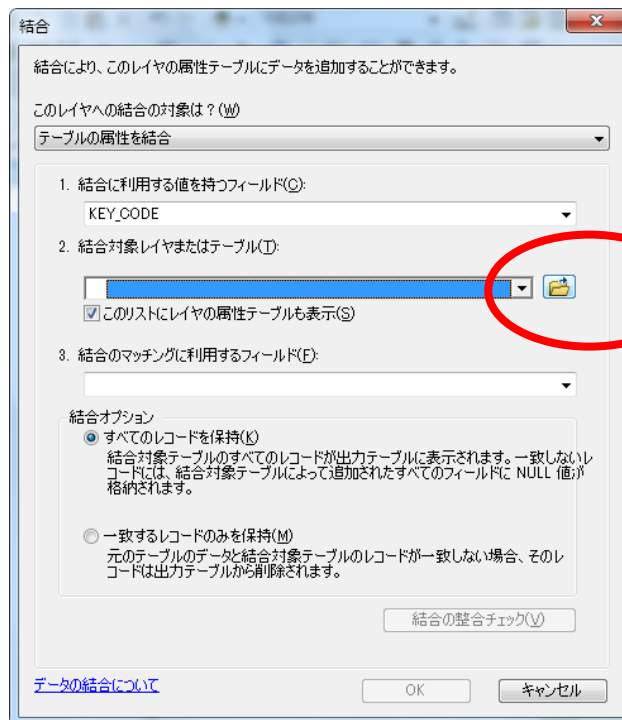 結合
結合により、このレイヤの属性テーブルにデータを追加することができます。
このレイヤへの結合の対象は？(W)
テーブルの属性を結合
1. 結合に利用する値を持つフィールド(C):
KEY_CODE
2. 結合対象レイヤまたはテーブル(T):
このリストにレイヤの属性テーブルも表示(S)
3. 結合のマッチングに利用するフィールド(F):
結合オプション
すべてのレコードを保持(K)
結合対象テーブルのすべてのレコードが出力テーブルに表示されます。一致しないレ
コードには、結合対象テーブルによって追加されたすべてのフィールドに NULL 値が
格納されます。
一致するレコードのみを保持(M)
元のテーブルのデータと結合対象テーブルのレコードが一致しない場合、そのレ
コードは出力テーブルから削除されます。
結合の整合チェック(V)
データの結合について
OK
キャンセル